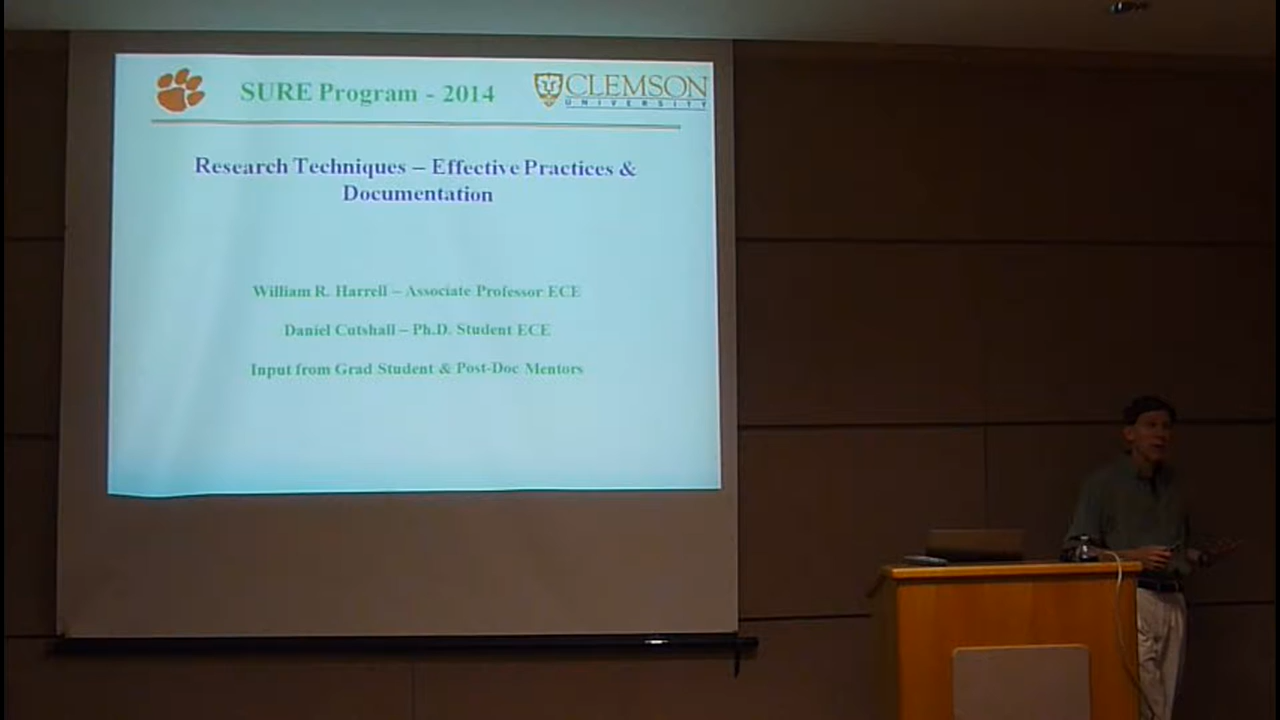 SURE Program - 2014
CLEMSON
UNIVERSITY
Research Techniques – Effective Practices &
Documentation
William R. Harrell – Associate Professor ECE
Daniel Cutshall – Ph.D. Student ECE
Input from Grad Student & Post-Doc Mentors